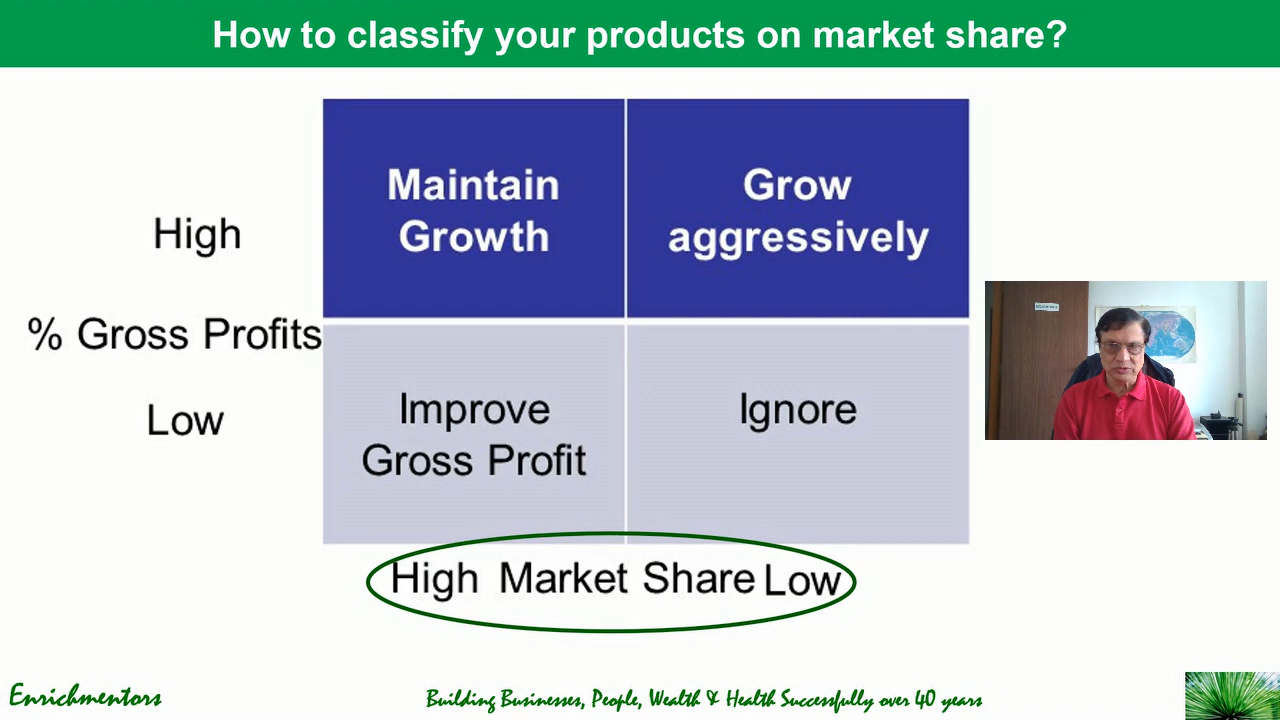 How to classify your products on market share?
Maintain
Growth
Grow
aggressively
High
% Gross Profits
Low
Improve
Gross Profit
Ignore
High Market Share Low
Enrichmentors
Building Businesses, People, Wealth & Health Successfully over 40 years